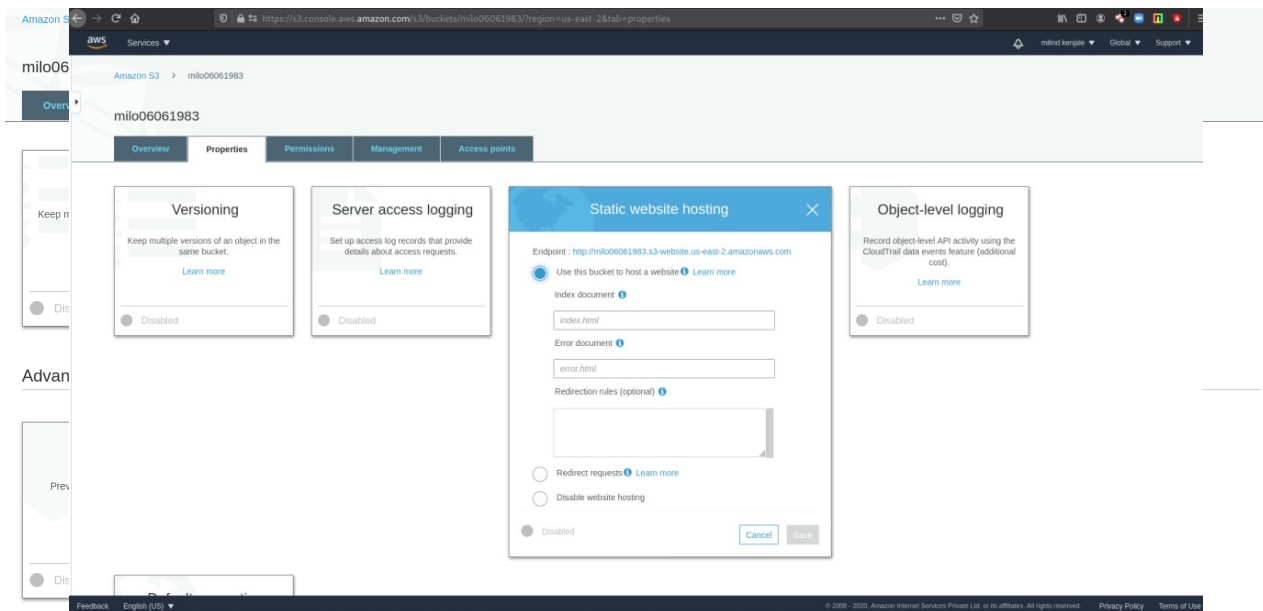 Amazon S
https://s3.console.aws.amazon.com/s3/buckets/milo06061983/?region=us-east-2&tab=properties
aws Services ▼ milind kenjale ▼ Global ▼ Support ▼
milo06
Amazon S3 > milo06061983
Overv
milo06061983
Overview Properties Permissions Management Access points
Versioning
Keep multiple versions of an object in the
same bucket.
Learn more
Disabled
Server access logging
Set up access log records that provide
details about access requests.
Learn more
Disabled
Static website hosting
Endpoint : http://milo06061983.s3-website.us-east-2.amazonaws.com
Use this bucket to host a website Learn more
Index document
index.html
Error document
error.html
Redirection rules (optional)
Redirect requests Learn more
Disable website hosting
Disabled
Cancel Save
Object-level logging
Record object-level API activity using the
CloudTrail data events feature (additional
cost).
Learn more
Disabled
Keep m
Dis
Advan
Prev
Dis
Feedback English (US) ▼ © 2008 - 2020, Amazon Internet Services Private Ltd. or its affiliates. All rights reserved. Privacy Policy Terms of Use